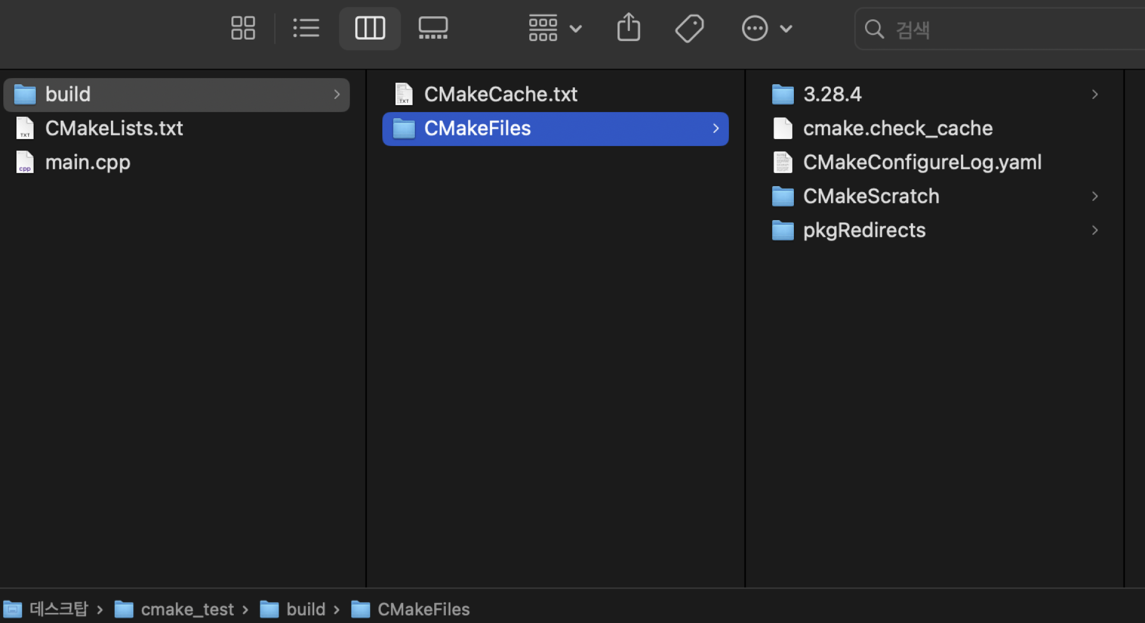 검색
build
CMakeLists.txt
main.cpp
CMakeCache.txt
CMakeFiles
3.28.4
cmake.check_cache
CMakeConfigureLog.yaml
CMakeScratch
pkgRedirects
데스크탑 › cmake_test › build › CMakeFiles